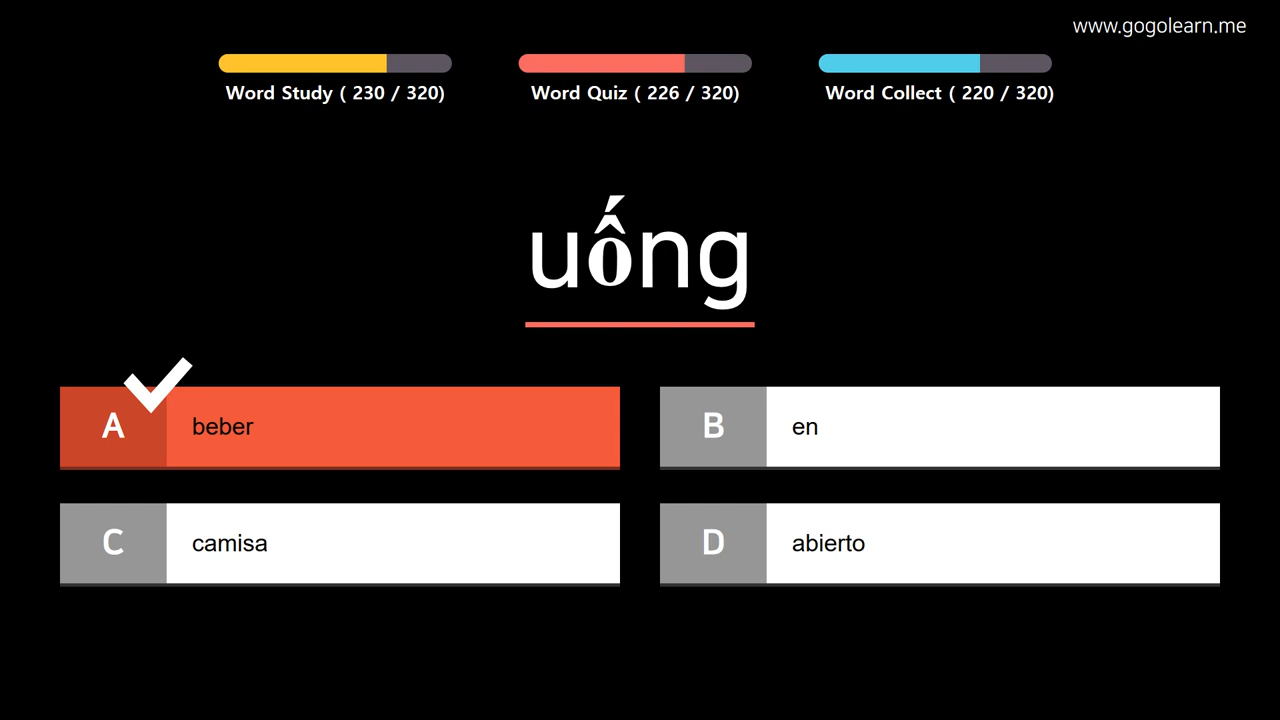 www.gogolearn.me
Word Study ( 230 / 320)
Word Quiz ( 226 / 320)
Word Collect ( 220 / 320)
uống
A beber
B en
C camisa
D abierto